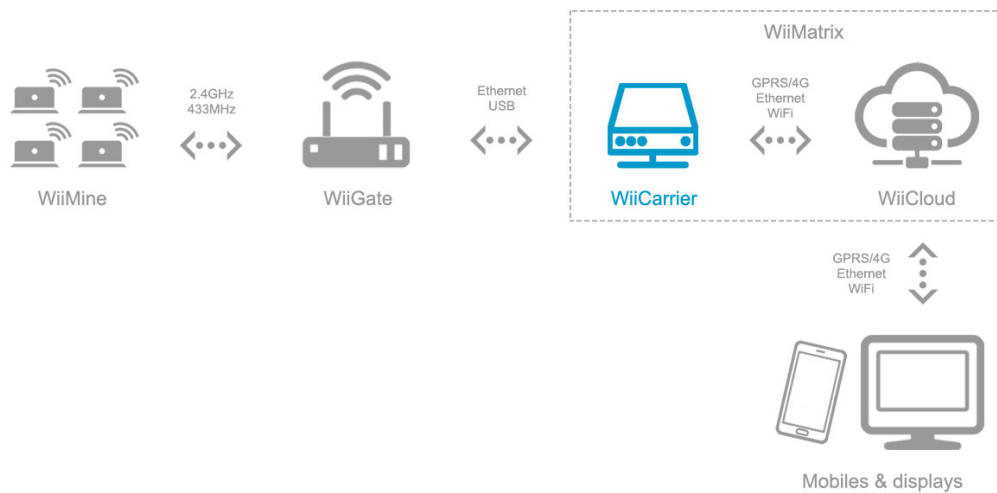 WiiMatrix
2.4GHz
433MHz
Ethernet
USB
GPRS/4G
Ethernet
WiFi
WiiMine
WiiGate
WiiCarrier
WiiCloud
GPRS/4G
Ethernet
WiFi
Mobiles & displays